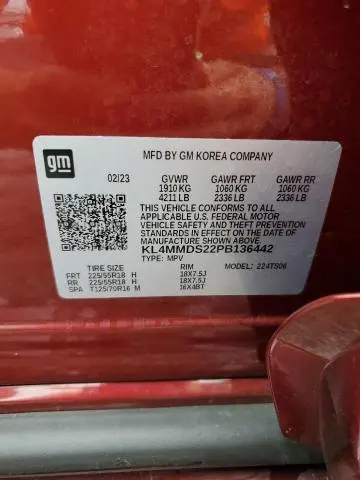 gm
MFD BY GM KOREA COMPANY
02/23 GVWR GAWR FRT GAWR RR
1910 KG 1060 KG 1060 KG
4211 LB 2336 LB 2336 LB
THIS VEHICLE CONFORMS TO ALL
APPLICABLE U.S. FEDERAL MOTOR
VEHICLE SAFETY AND THEFT PREVENTION
STANDARDS IN EFFECT ON THE DATE OF
MANUFACTURE SHOWN ABOVE.
KL4MMDS22PB136442
TYPE: MPV MODEL: 224TS06
TIRE SIZE RIM
FRT 225/55R18 H 18X7.5J
RR 225/55R18 H 18X7.5J
SPA T125/70R16 M 16X4BT